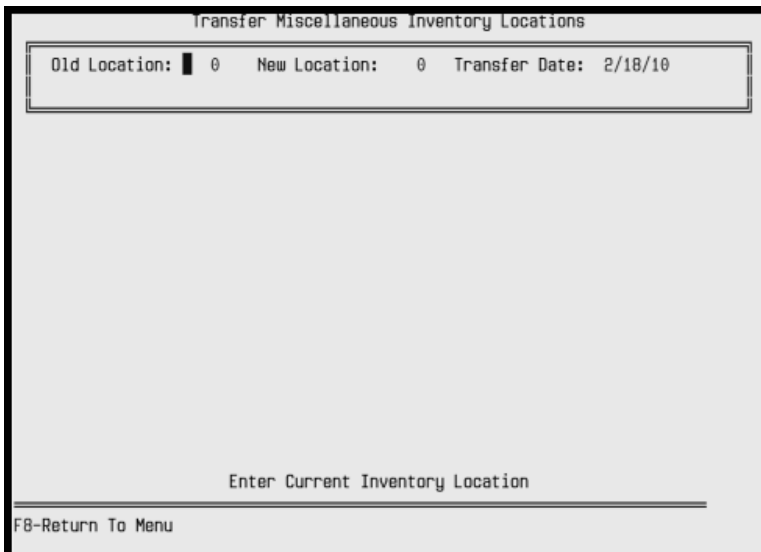 Transfer Miscellaneous Inventory Locations
Old Location: 0 New Location: 0 Transfer Date: 2/18/10
Enter Current Inventory Location
F8-Return To Menu